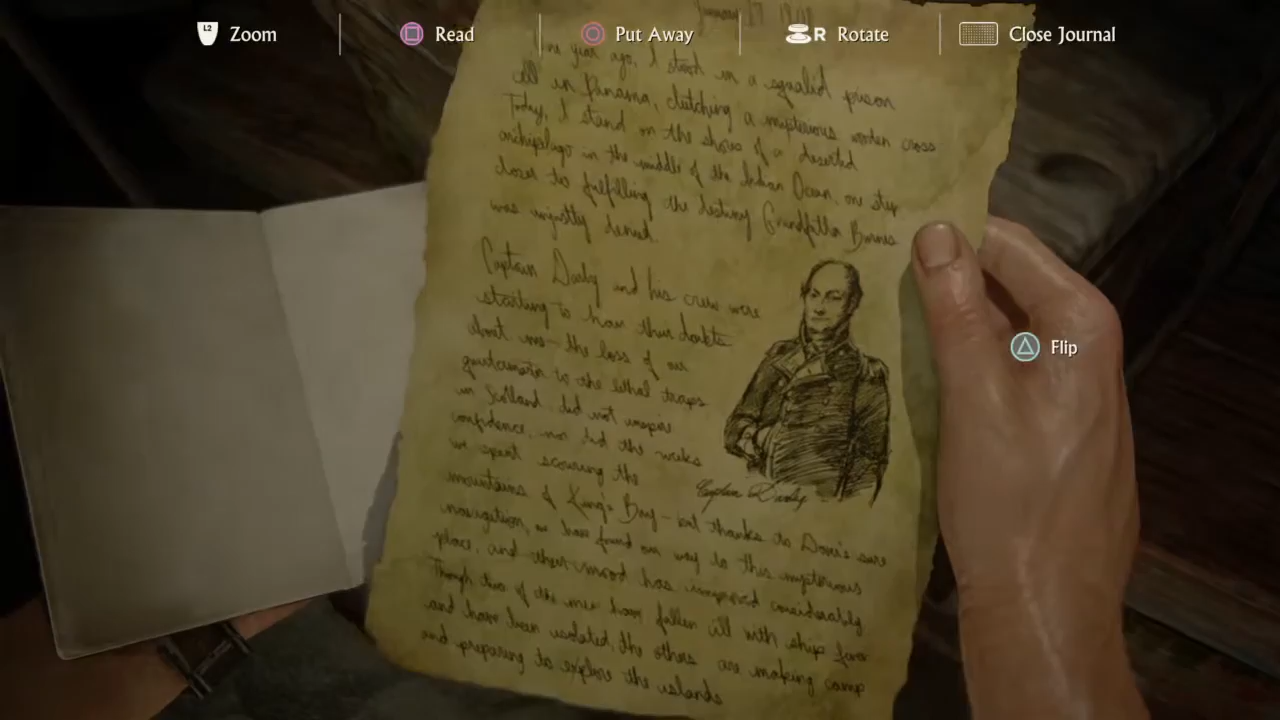 L2 Zoom
Read
Put Away
R Rotate
Close Journal
One year ago, I stood in a squalid prison
cell in Panama, clutching a mysterious wooden cross
Today, I stand on the shores of a deserted
archipelago in the middle of the Indian Ocean, one step
closer to fulfilling the destiny Grandfather Burnes
was unjustly denied.
Captain Darby and his crew were
starting to have their doubts
about me - the loss of our
quartermaster to the lethal traps
in Scotland did not inspire
confidence, nor did the weeks
we spent scouring the
mountains of King's Bay - but thanks to Dove's sure
navigation, we have found our way to this mysterious
place, and their mood has improved considerably
Though two of the men have fallen ill with ship fever
and have been isolated, the others are making camp
and preparing to explore the islands
Captain Darby
Flip